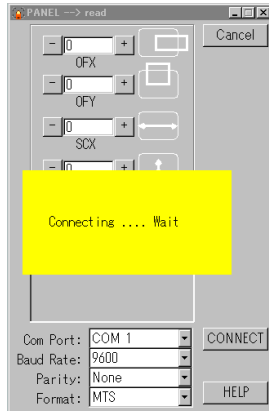 PANEL --> read
Cancel
- 0 +
OFX
- 0 +
OFY
- 0 +
SCX
- 0 +
Connecting .... Wait
Com Port: COM 1
CONNECT
Baud Rate: 9600
Parity: None
Format: MTS
HELP